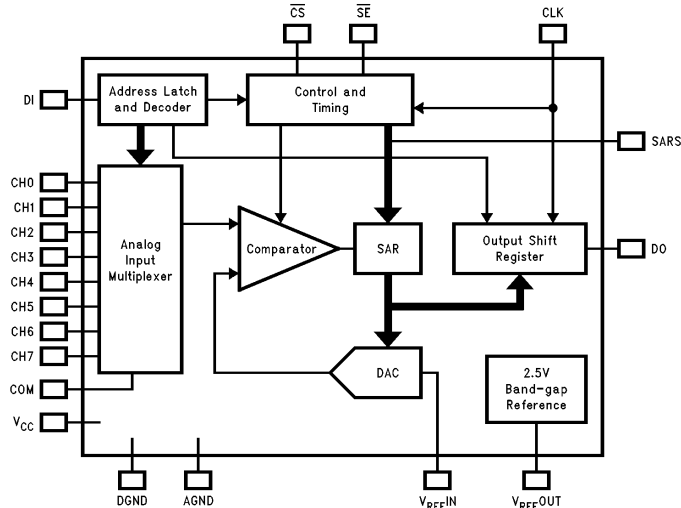 CS
SE
CLK
DI
Address Latch
and Decoder
Control and
Timing
SARS
CH0
CH1
CH2
CH3
CH4
CH5
CH6
CH7
COM
VCC
Analog
Input
Multiplexer
Comparator
SAR
Output Shift
Register
DO
DAC
2.5V
Band-gap
Reference
DGND
AGND
VREFIN
VREFOUT